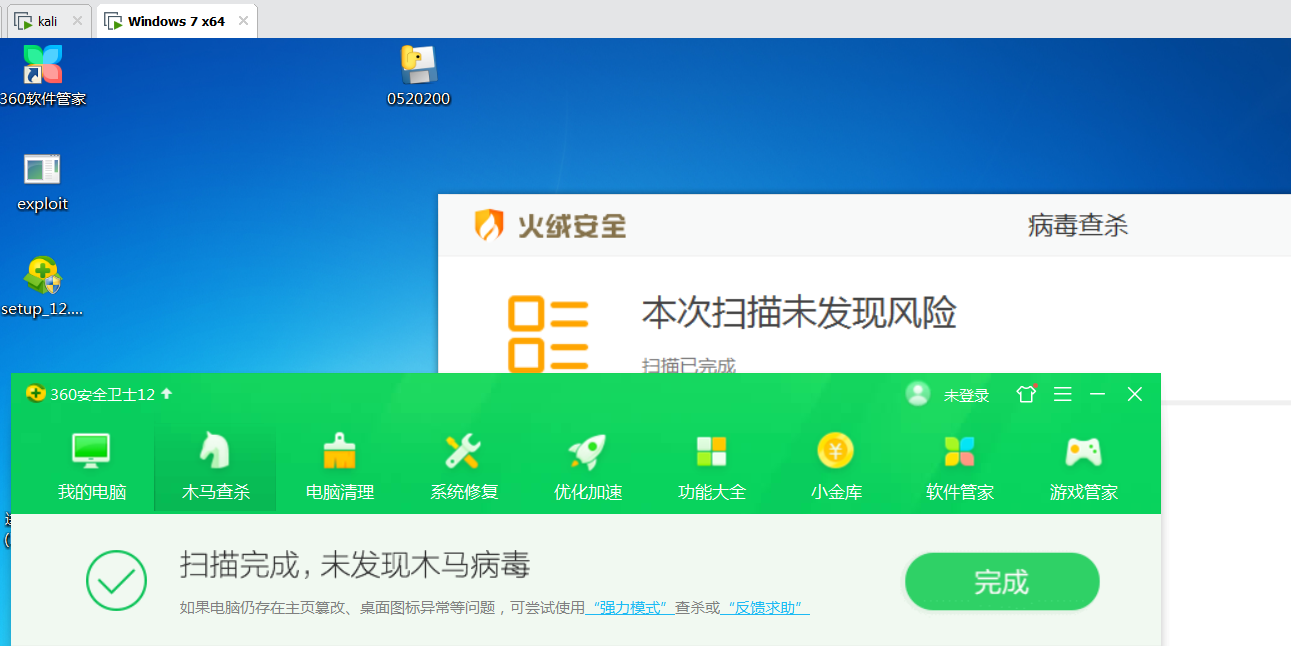 kali
Windows 7 x64
360软件管家
0520200
exploit
setup_12....
火绒安全
病毒查杀
本次扫描未发现风险
扫描已完成
360安全卫士12
未登录
我的电脑
木马查杀
电脑清理
系统修复
优化加速
功能大全
小金库
软件管家
游戏管家
扫描完成，未发现木马病毒
完成
如果电脑仍存在主页篡改、桌面图标异常等问题，可尝试使用“强力模式”查杀或“反馈求助”